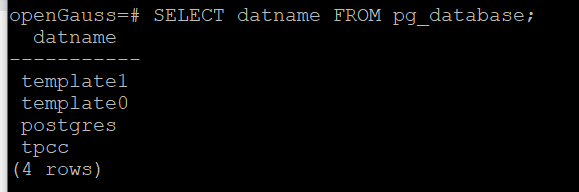 openGauss=# SELECT datname FROM pg_database;
  datname
-----------
 template1
 template0
 postgres
 tpcc
(4 rows)